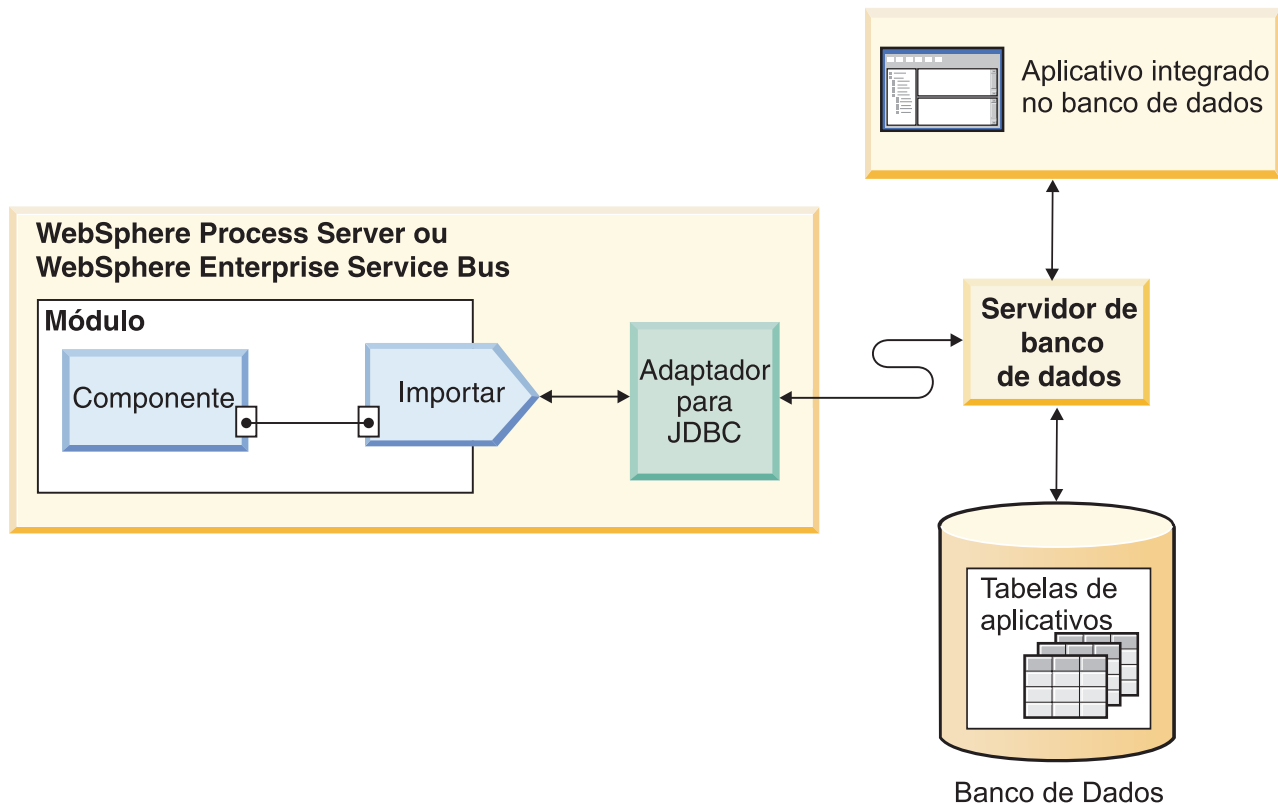 Aplicativo integrado
no banco de dados
WebSphere Process Server ou
WebSphere Enterprise Service Bus
Módulo
Componente
Importar
Adaptador
para
JDBC
Servidor de
banco
de dados
Tabelas de
aplicativos
Banco de Dados